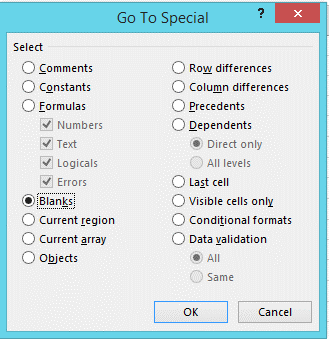 Go To Special
?
Select
Comments
Constants
Formulas
Numbers
Text
Logicals
Errors
Blanks
Current region
Current array
Objects
Row differences
Column differences
Precedents
Dependents
Direct only
All levels
Last cell
Visible cells only
Conditional formats
Data validation
All
Same
OK
Cancel